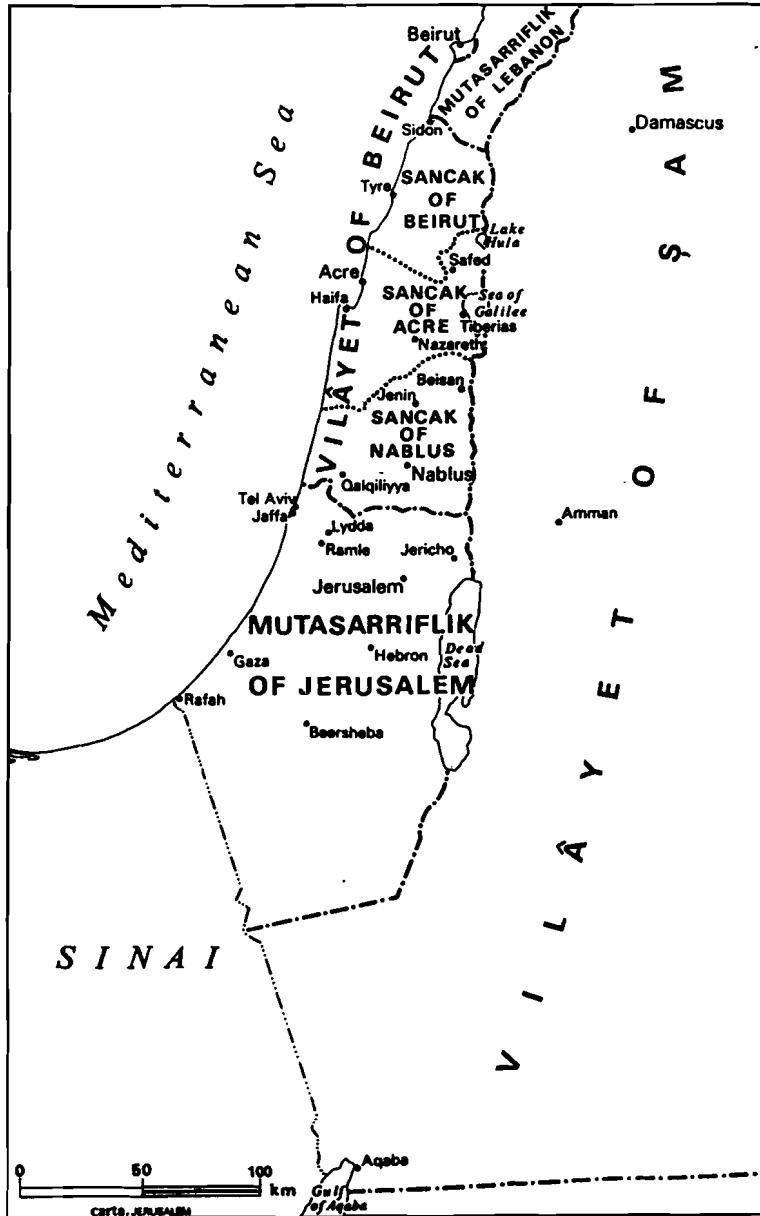 Beirut
MUTASARRIFLIK
OF LEBANON
Damascus
Sidon
VILÂYET OF BEIRUT
SANCAK
OF
BEIRUT
Tyre
Lake
Hula
Safed
Acre
Haifa
SANCAK
OF
ACRE
Sea of
Galilee
Tiberias
Nazareth
Mediterranean Sea
Beisan
Jenin
SANCAK
OF
NABLUS
Nablus
Qalqiliyya
Tel Aviv
Jaffa
Lydda
Ramle
Jericho
Amman
Jerusalem
MUTASARRIFLIK
OF JERUSALEM
Hebron
Dead
Sea
Gaza
Rafah
Beersheba
VILÂYET OF ŞAM
SINAI
Aqaba
Gulf
of Aqaba
0 50 100
km
carta, JERUSALEM